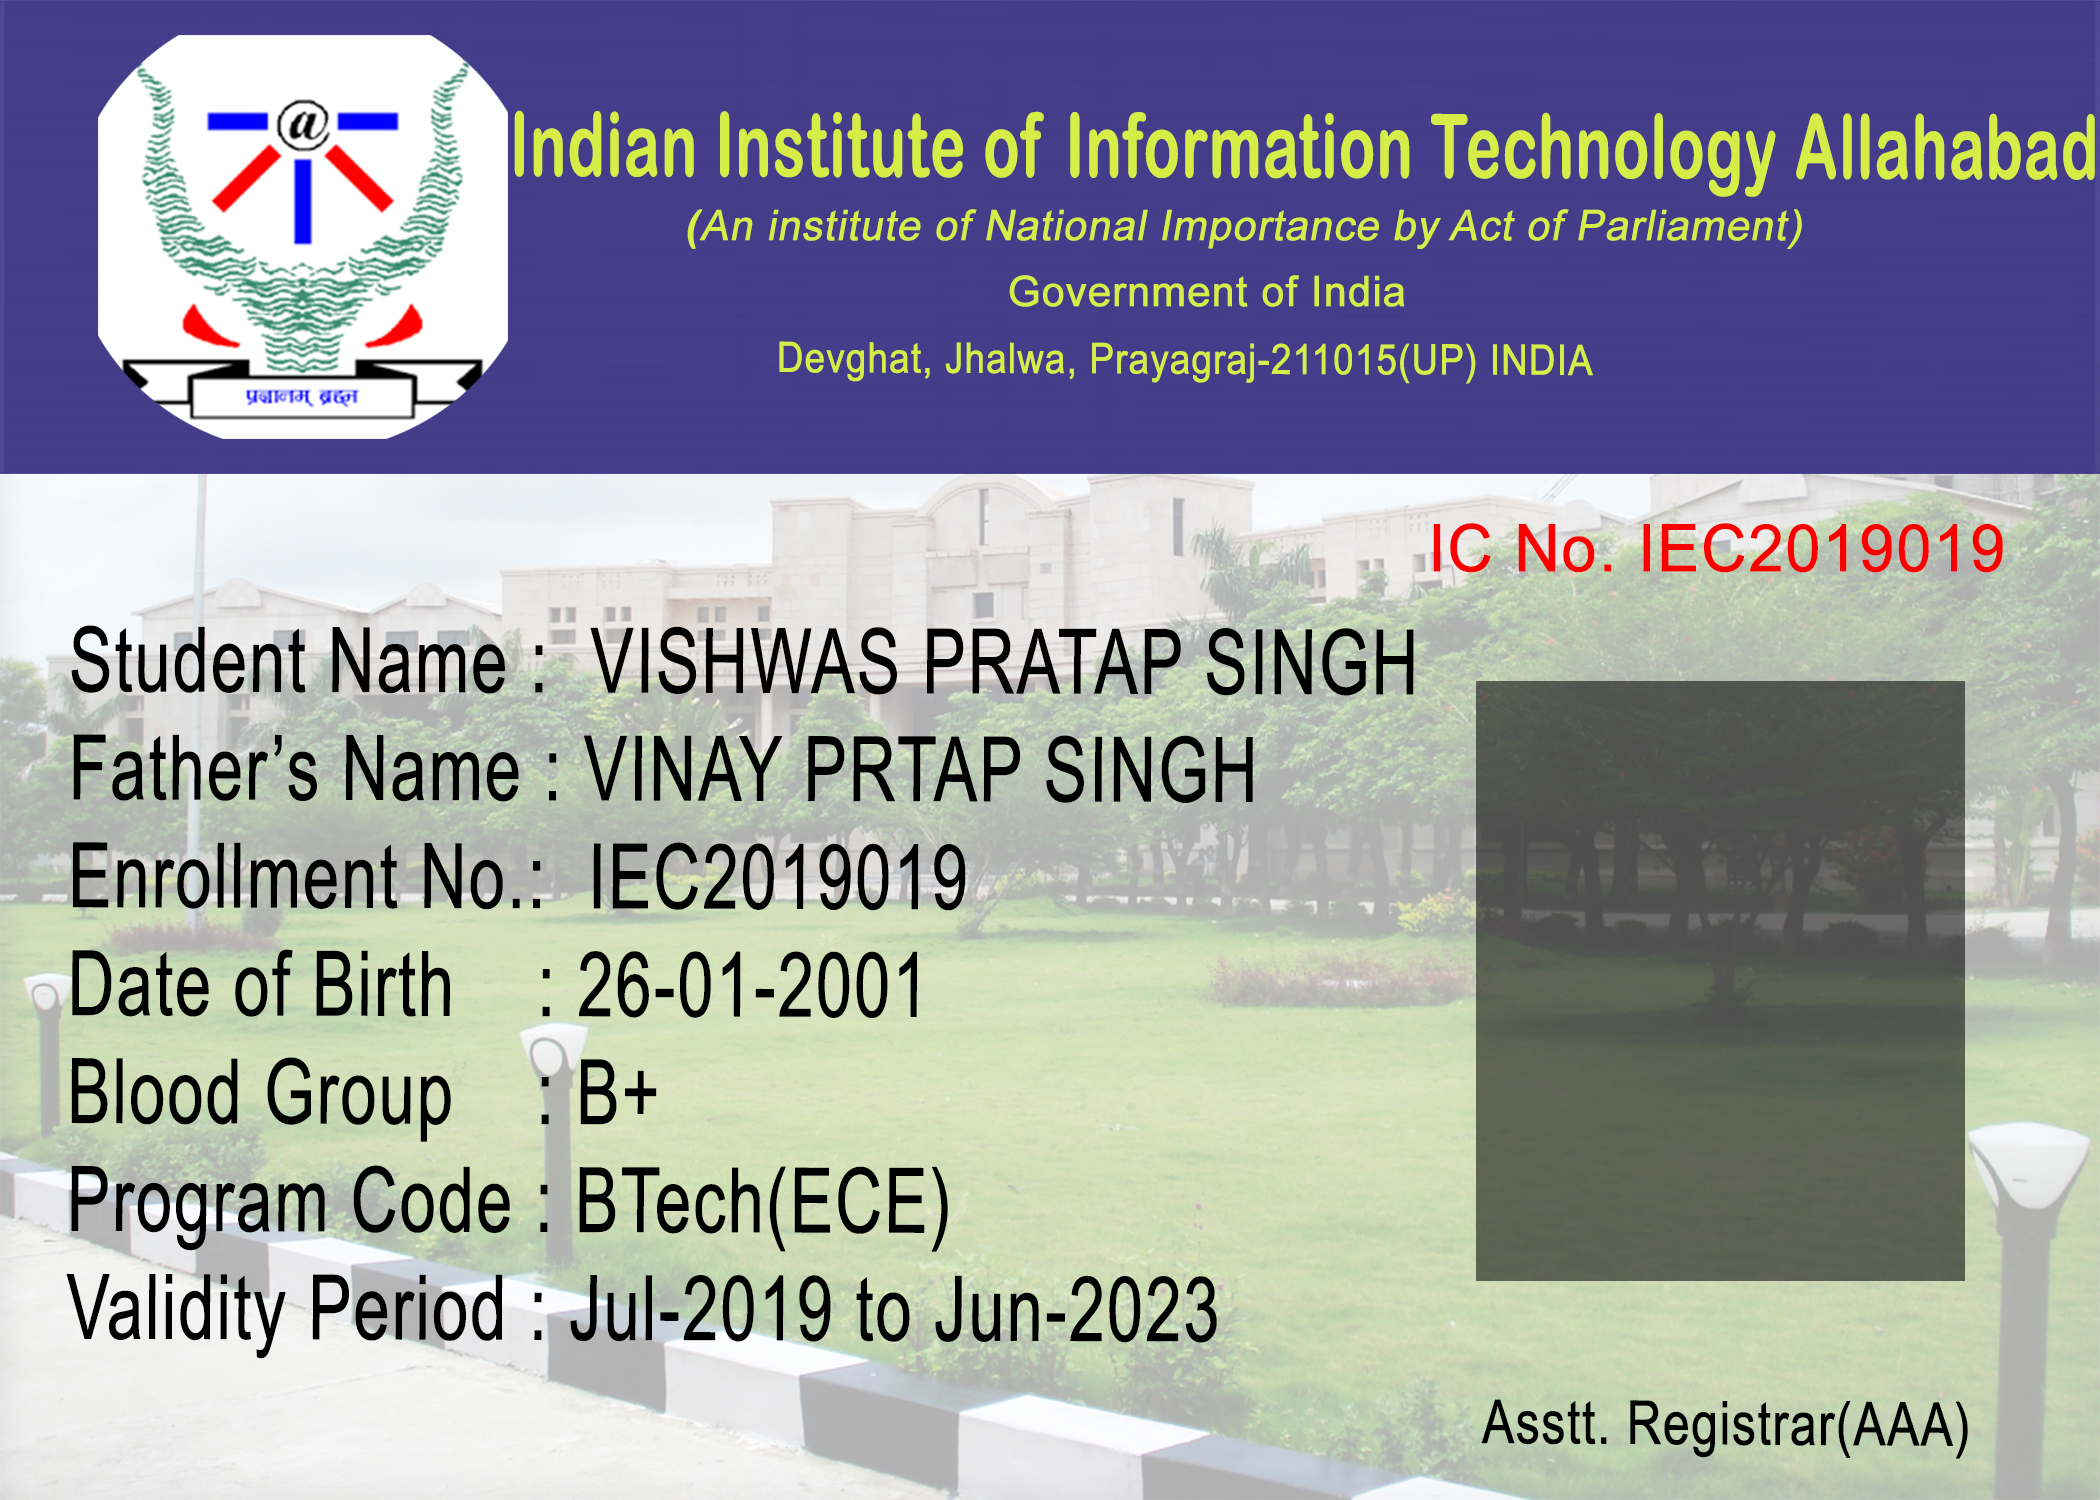 Indian Institute of Information Technology Allahabad
(An institute of National Importance by Act of Parliament)
Government of India
Devghat, Jhalwa, Prayagraj-211015(UP) INDIA
@
प्रज्ञानम् ब्रह्म
IC No. IEC2019019
Student Name : VISHWAS PRATAP SINGH
Father’s Name : VINAY PRTAP SINGH
Enrollment No.: IEC2019019
Date of Birth : 26-01-2001
Blood Group : B+
Program Code : BTech(ECE)
Validity Period : Jul-2019 to Jun-2023
Asstt. Registrar(AAA)